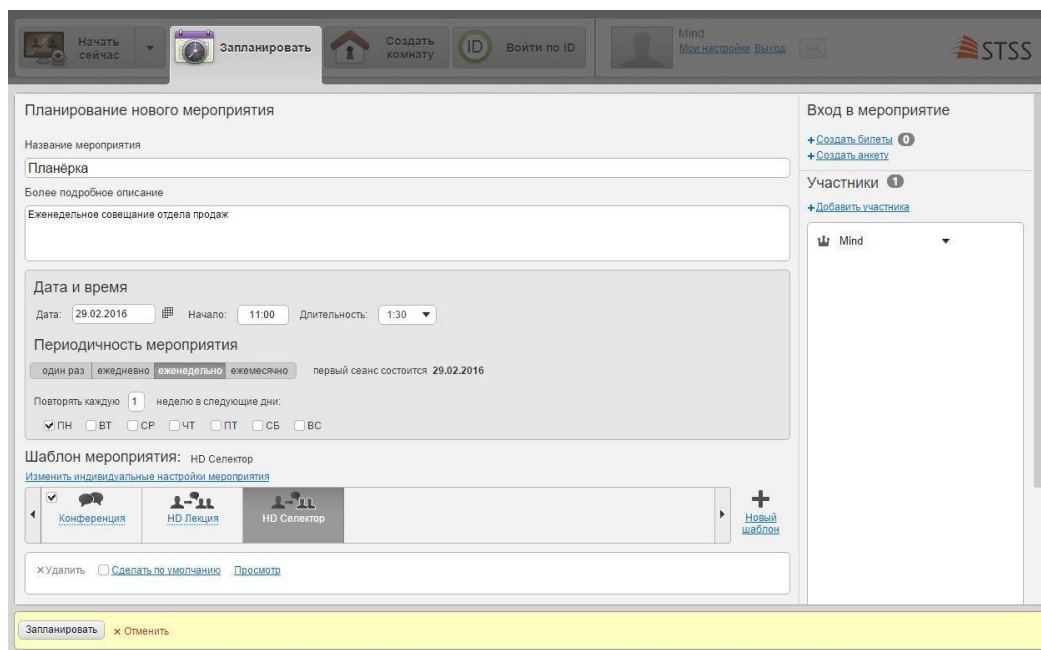 Начать сейчас
Запланировать
Создать комнату
Войти по ID
Mind
Мои настройки Выход
STSS
Планирование нового мероприятия
Название мероприятия
Планёрка
Более подробное описание
Еженедельное совещание отдела продаж
Дата и время
Дата: 29.02.2016 Начало: 11:00 Длительность: 1:30
Периодичность мероприятия
один раз ежедневно еженедельно ежемесячно первый сеанс состоится 29.02.2016
Повторять каждую 1 неделю в следующие дни:
ПН ВТ СР ЧТ ПТ СБ ВС
Шаблон мероприятия: HD Селектор
Изменить индивидуальные настройки мероприятия
Конференция HD Лекция HD Селектор
Новый шаблон
×Удалить Сделать по умолчанию Просмотр
Запланировать × Отменить
Вход в мероприятие
+Создать билеты 0
+Создать анкету
Участники 1
+Добавить участника
Mind